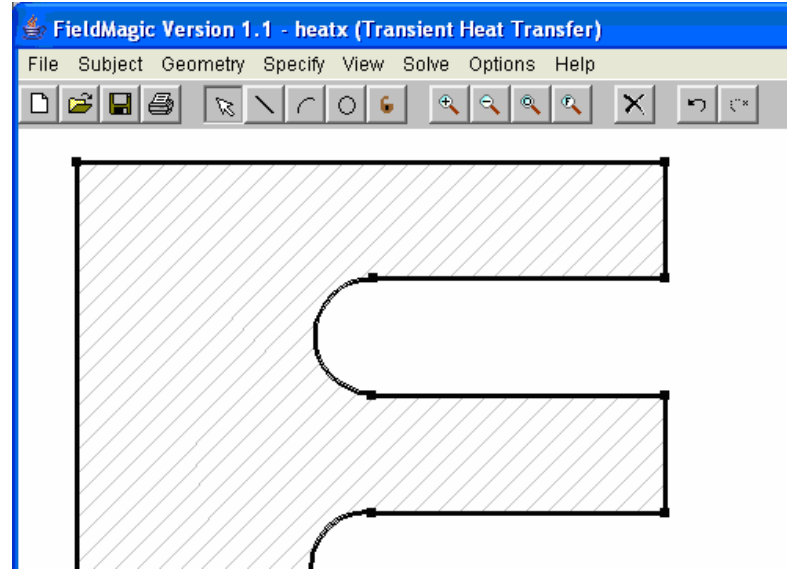 FieldMagic Version 1.1 - heatx (Transient Heat Transfer)
File Subject Geometry Specify View Solve Options Help